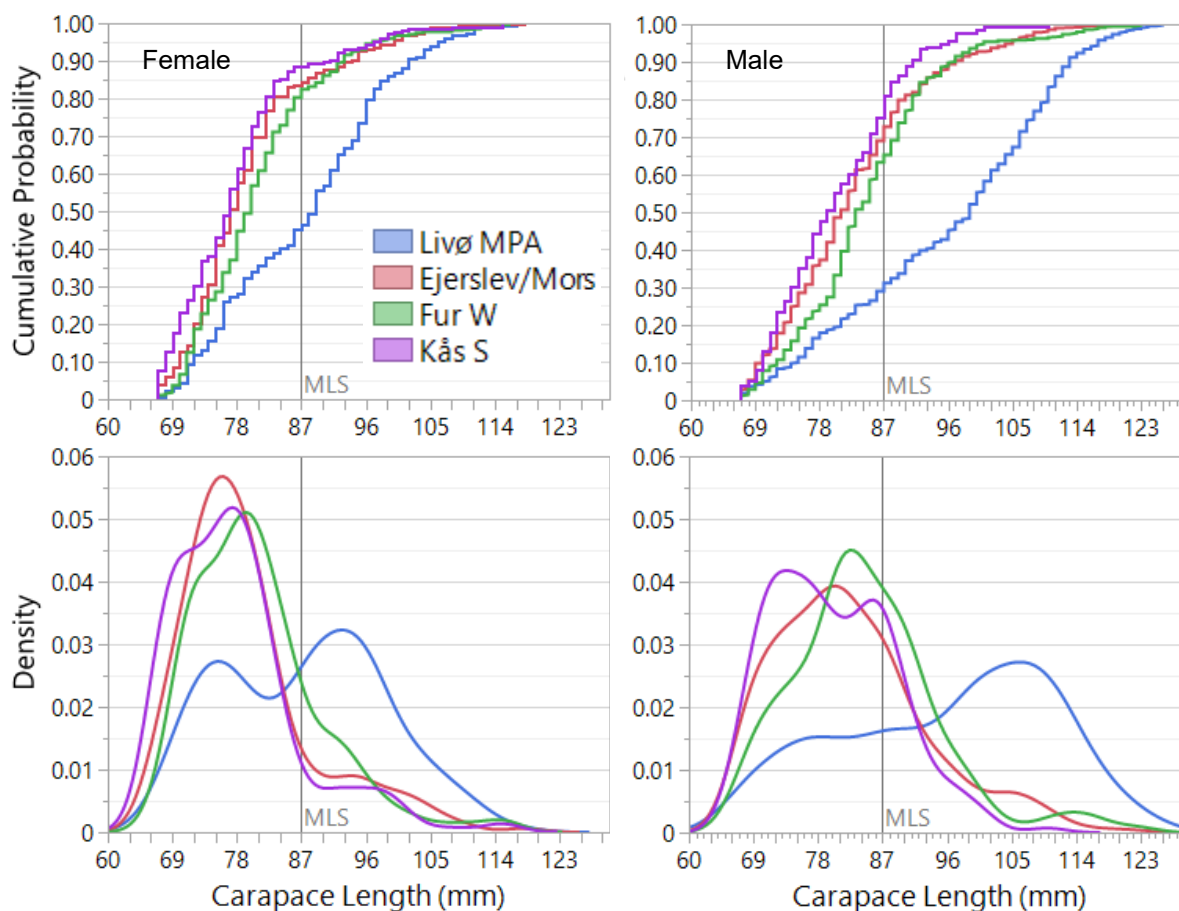 Female
Male
Cumulative Probability
1.00
0.90
0.80
0.70
0.60
0.50
0.40
0.30
0.20
0.10
0
Livø MPA
Ejerslev/Mors
Fur W
Kås S
MLS
60 69 78 87 96 105 114 123
1.00
0.90
0.80
0.70
0.60
0.50
0.40
0.30
0.20
0.10
0
MLS
60 69 78 87 96 105 114 123
Density
0.06
0.05
0.04
0.03
0.02
0.01
0
MLS
60 69 78 87 96 105 114 123
Carapace Length (mm)
0.06
0.05
0.04
0.03
0.02
0.01
0
MLS
60 69 78 87 96 105 114 123
Carapace Length (mm)